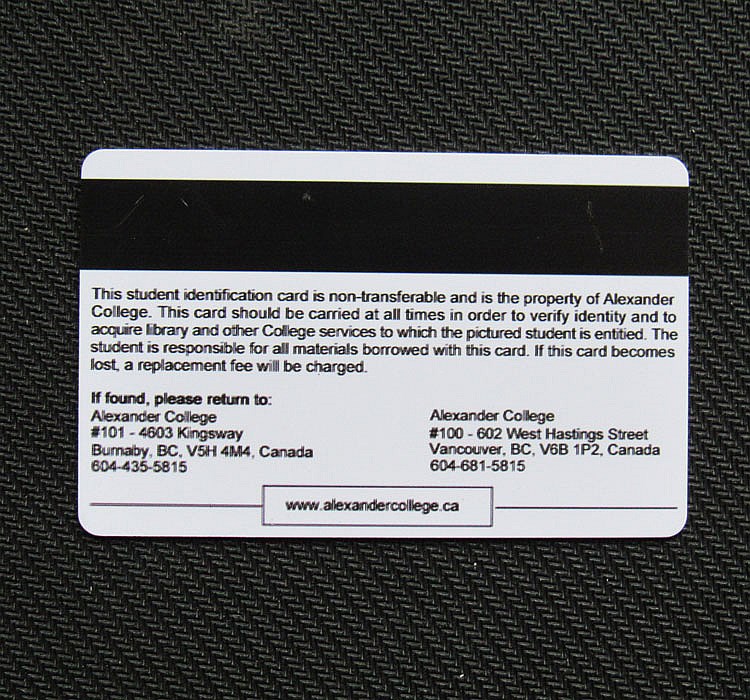 This student identification card is non-transferable and is the property of Alexander
College. This card should be carried at all times in order to verify identity and to
acquire library and other College services to which the pictured student is entitled. The
student is responsible for all materials borrowed with this card. If this card becomes
lost, a replacement fee will be charged.
If found, please return to:
Alexander College
#101 - 4603 Kingsway
Burnaby, BC, V5H 4M4, Canada
604-435-5815
Alexander College
#100 - 602 West Hastings Street
Vancouver, BC, V6B 1P2, Canada
604-681-5815
www.alexandercollege.ca